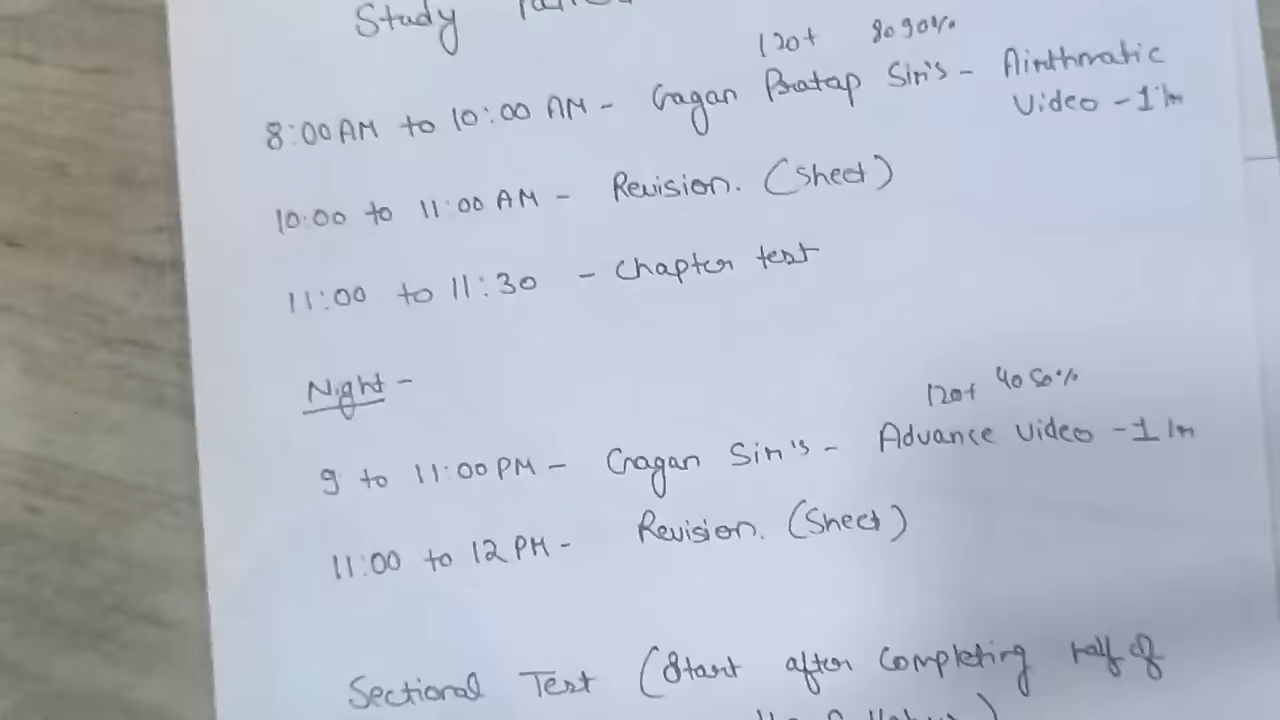 Study
120+ 80 90%
8:00 AM to 10:00 AM - Gagan Pratap Sir's - Airthmatic
Video - 1
10:00 to 11:00 AM - Revision. (Sheet)
11:00 to 11:30 - Chapter test
Night -
120+ 40 50%
9 to 11:00 PM - Gagan Sir's - Advance Video - 1
11:00 to 12 PM - Revision. (Sheet)
Sectional Test (Start after completing half of